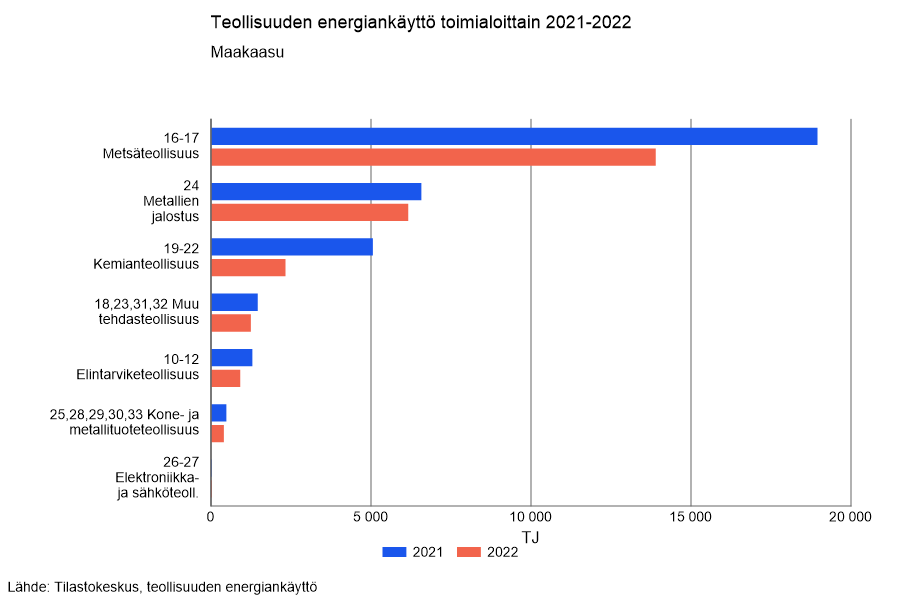 Teollisuuden energiankäyttö toimialoittain 2021-2022
Maakaasu
16-17
Metsäteollisuus
24
Metallien
jalostus
19-22
Kemianteollisuus
18,23,31,32 Muu
tehdasteollisuus
10-12
Elintarviketeollisuus
25,28,29,30,33 Kone- ja
metallituoteteollisuus
26-27
Elektroniikka-
ja sähköteoll.
0 5 000 10 000 15 000 20 000
TJ
2021 2022
Lähde: Tilastokeskus, teollisuuden energiankäyttö